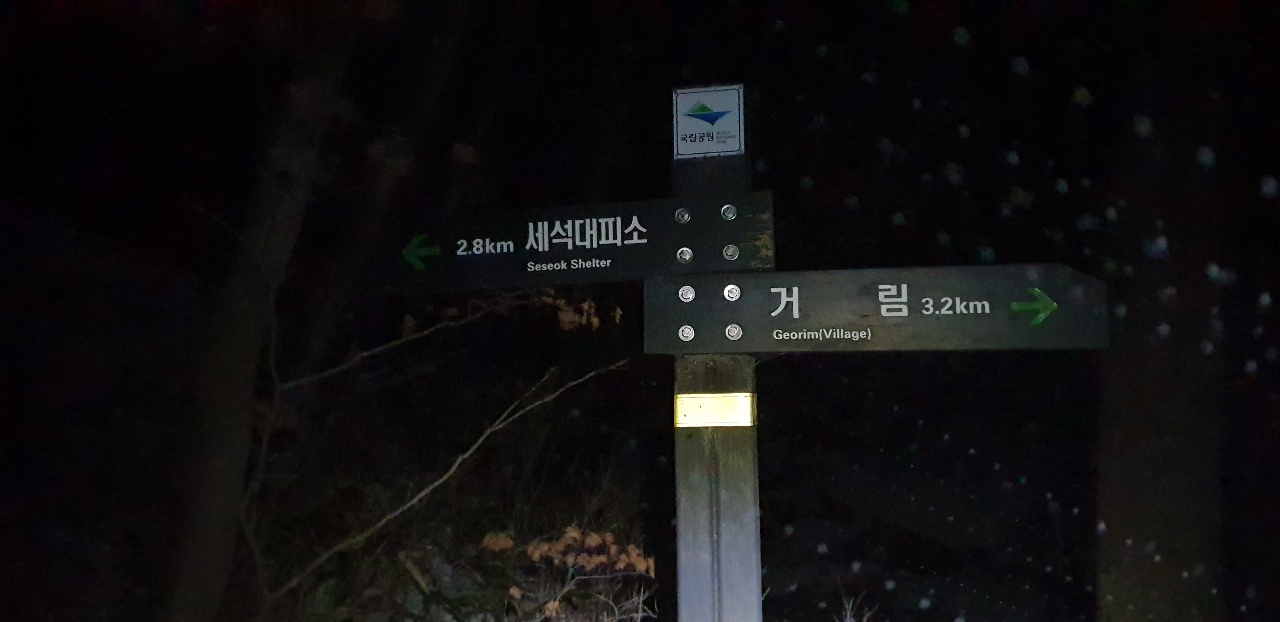 국립공원
2.8km 세석대피소
Seseok Shelter
거 림 3.2km
Georim(Village)